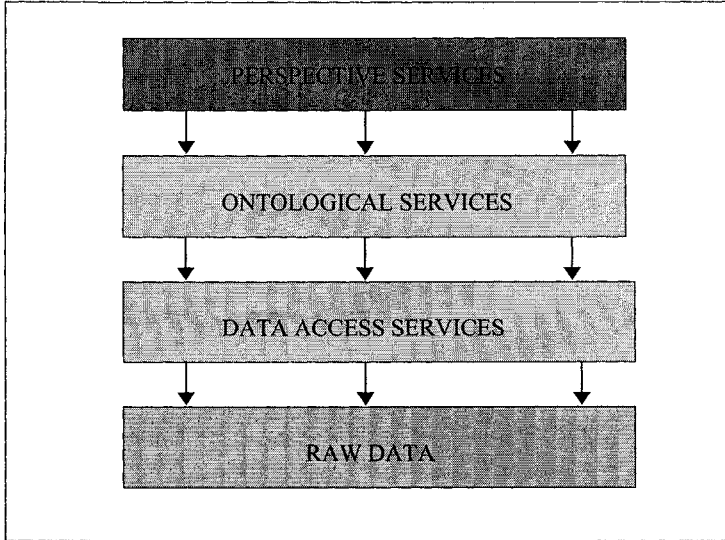 PERSPECTIVE SERVICES
ONTOLOGICAL SERVICES
DATA ACCESS SERVICES
RAW DATA